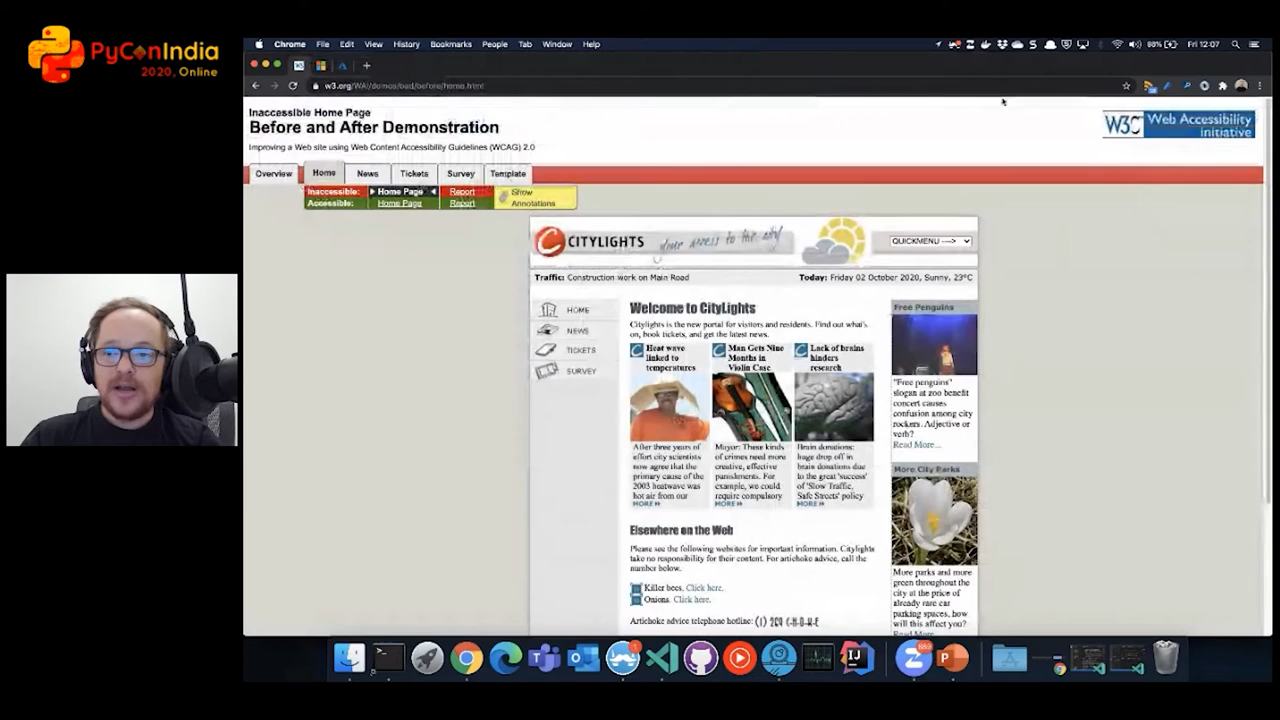 PyConIndia
2020, Online
Chrome File Edit View History Bookmarks People Tab Window Help
88% Fri 12:07
w3.org/WAI/demos/bad/before/home.html
Inaccessible Home Page
Before and After Demonstration
Improving a Web site using Web Content Accessibility Guidelines (WCAG) 2.0
W3C Web Accessibility
initiative
Overview Home News Tickets Survey Template
Inaccessible: Home Page Report
Accessible: Home Page Report
Show
Annotations
CITYLIGHTS your access to the city
QUICKMENU --->
Traffic: Construction work on Main Road
Today: Friday 02 October 2020, Sunny, 23°C
HOME
NEWS
TICKETS
SURVEY
Welcome to CityLights
Citylights is the new portal for visitors and residents. Find out what's
on, book tickets, and get the latest news.
Heat wave
linked to
temperatures
After three years of
effort city scientists
now agree that the
primary cause of the
2003 heatwave was
hot air from our
MORE
Man Gets Nine
Months in
Violin Case
Mayor: These kinds
of crimes need more
creative, effective
punishments. For
example, we could
require compulsory
MORE
Lack of brains
hinders
research
Brain donations:
huge drop off in
brain donations due
to the great 'success'
of 'Slow Traffic,
Safe Streets' policy
MORE
Elsewhere on the Web
Please see the following websites for important information. Citylights
take no responsibility for their content. For artichoke advice, call the
number below.
Killer bees. Click here.
Onions. Click here.
Artichoke advice telephone hotline: (1) 269 C-H-O-K-E
Free Penguins
"Free penguins"
slogan at zoo benefit
concert causes
confusion among city
rockers. Adjective or
verb?
Read More...
More City Parks
More parks and more
green throughout the
city at the price of
already rare car
parking spaces, how
will this affect you?
Read More...